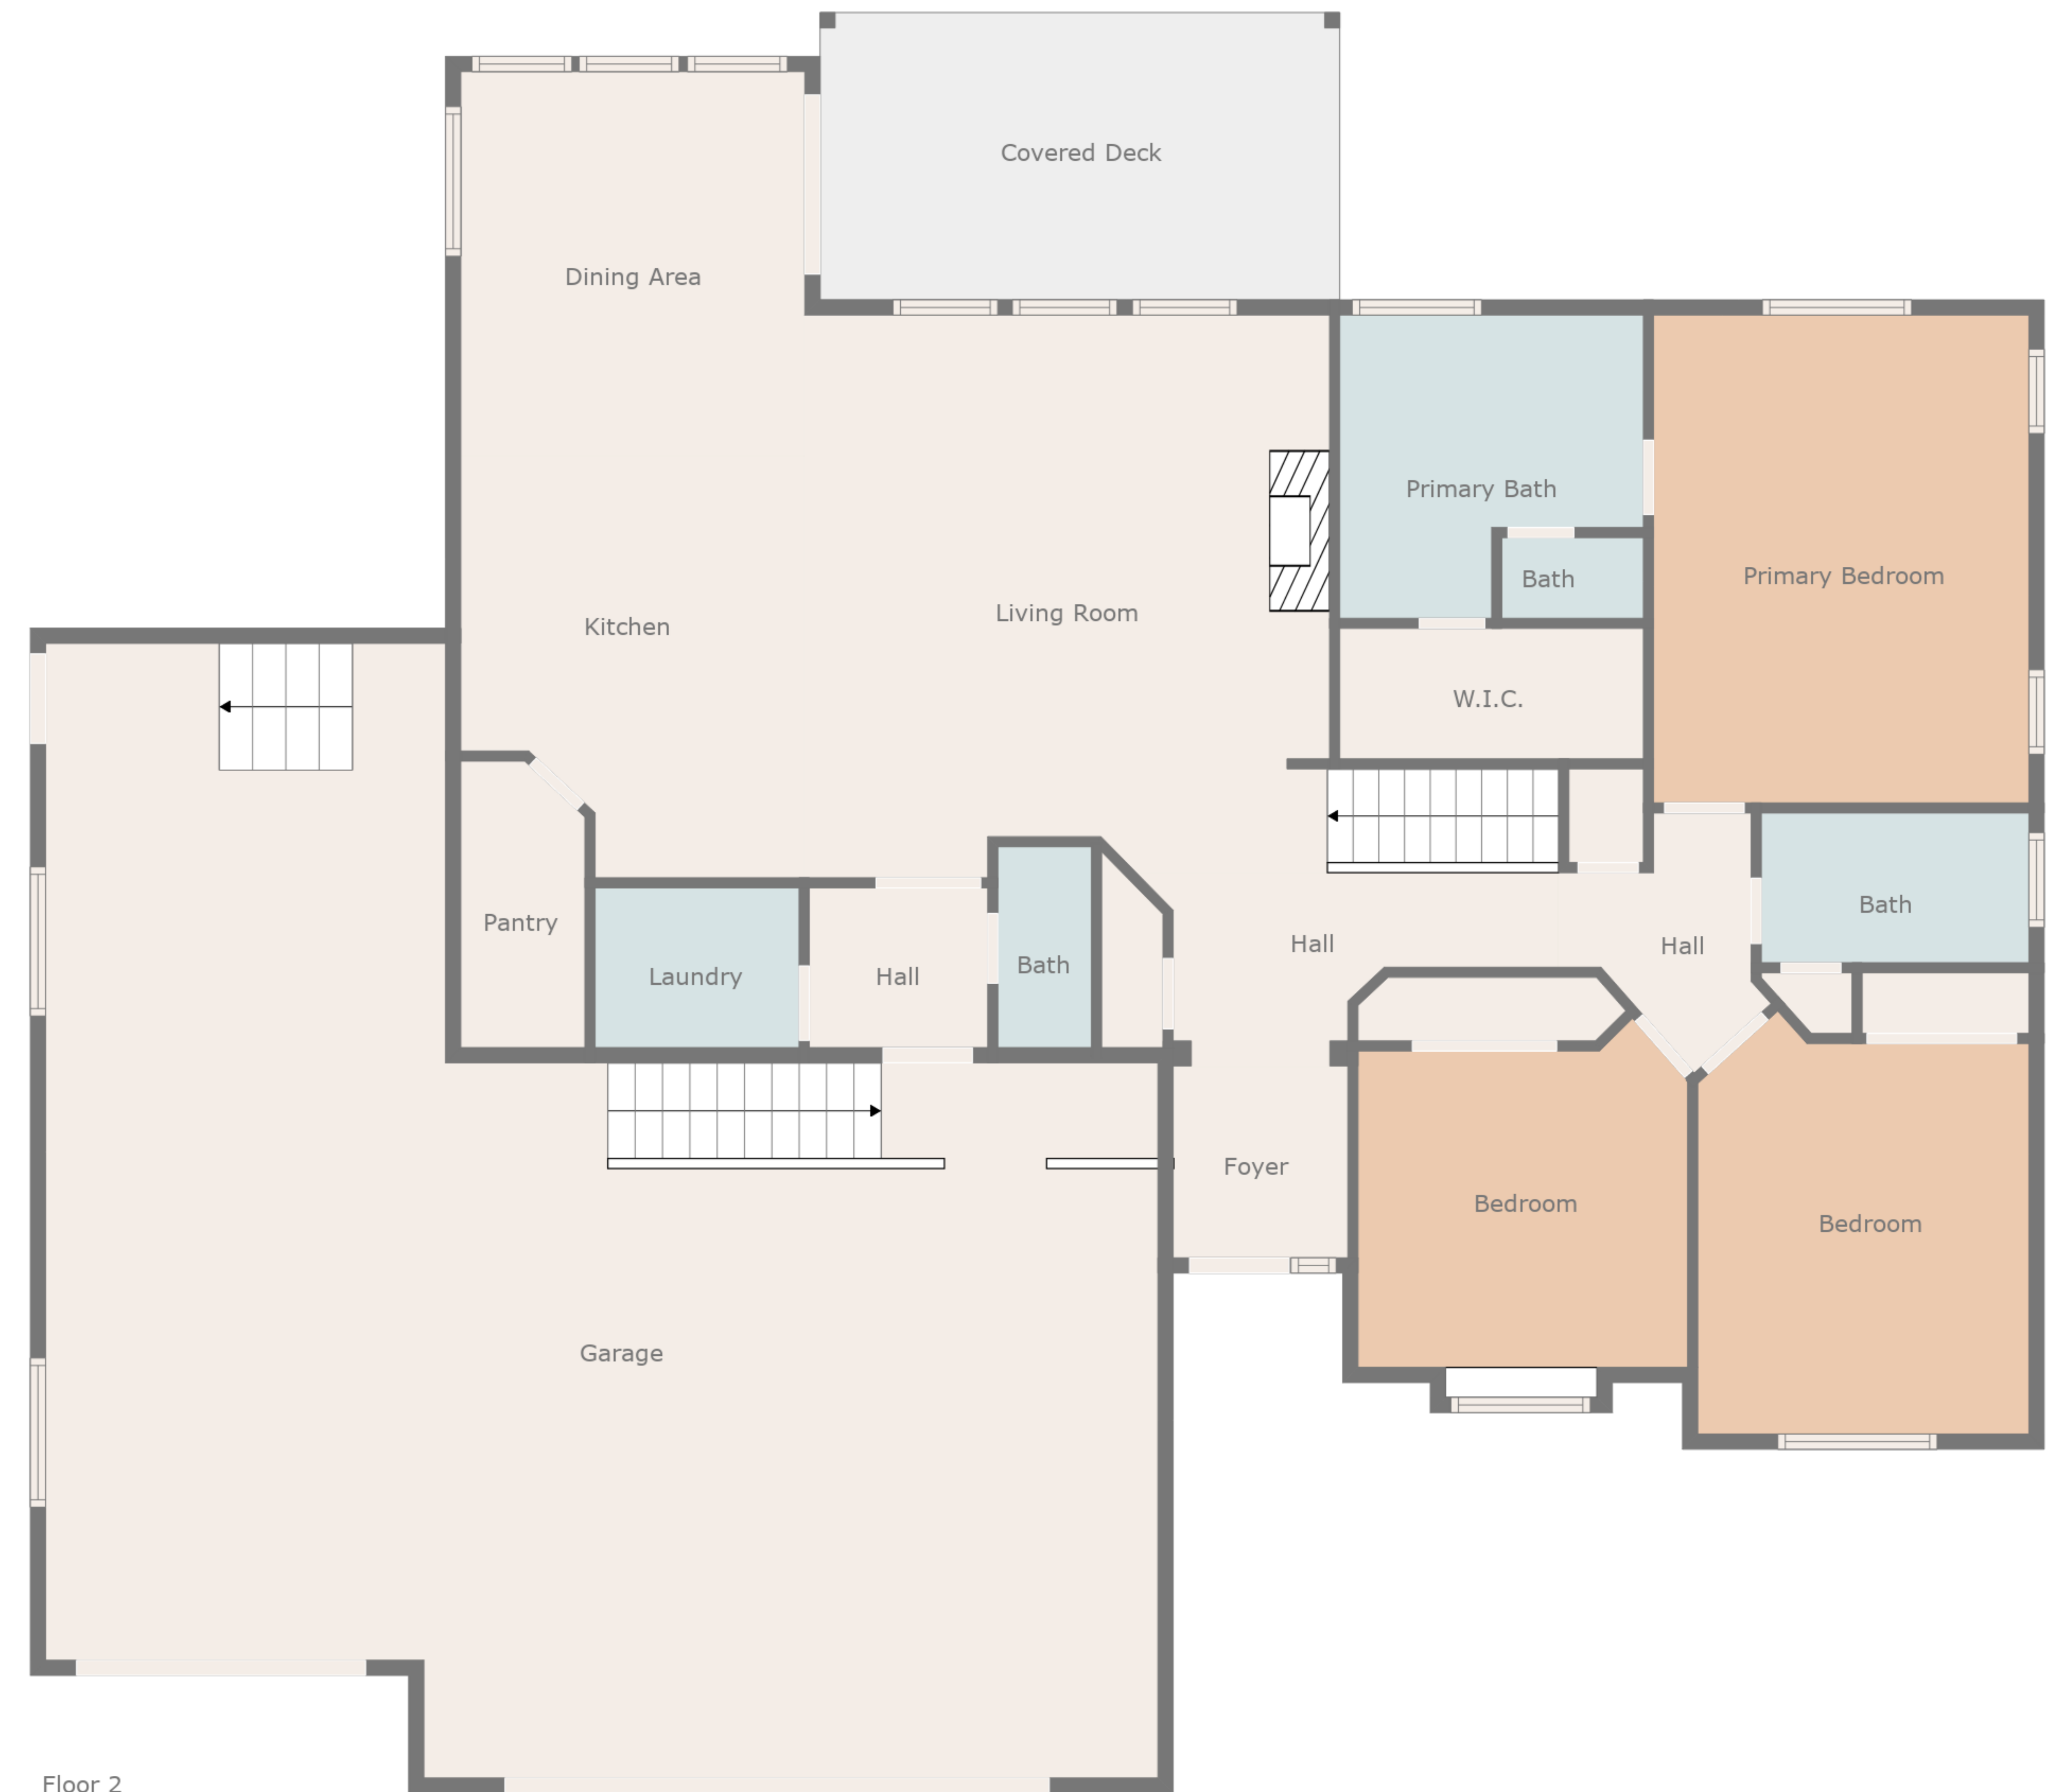 Covered Deck
Dining Area
Primary Bath
Primary Bedroom
Bath
Living Room
Kitchen
W.I.C.
Bath
Pantry
Hall
Hall
Bath
Laundry
Hall
Foyer
Bedroom
Bedroom
Garage
Floor 2